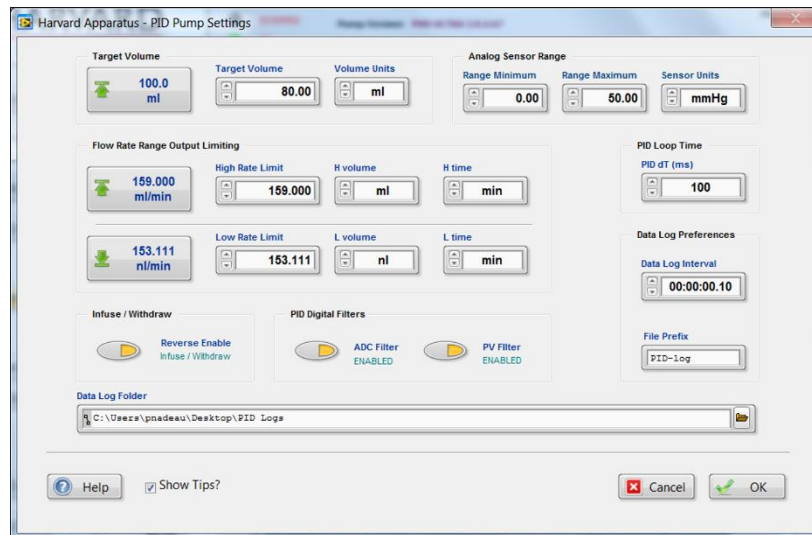 Harvard Apparatus - PID Pump Settings
Target Volume
100.0
ml
Target Volume
80.00
Volume Units
ml
Analog Sensor Range
Range Minimum
0.00
Range Maximum
50.00
Sensor Units
mmHg
Flow Rate Range Output Limiting
159.000
ml/min
High Rate Limit
159.000
H volume
ml
H time
min
153.111
nl/min
Low Rate Limit
153.111
L volume
nl
L time
min
PID Loop Time
PID dT (ms)
100
Data Log Preferences
Data Log Interval
00:00:00.10
File Prefix
PID-log
Infuse / Withdraw
Reverse Enable
Infuse / Withdraw
PID Digital Filters
ADC Filter
ENABLED
PV FIlter
ENABLED
Data Log Folder
C:\Users\pnadeau\Desktop\PID Logs
Help
Show Tips?
Cancel
OK